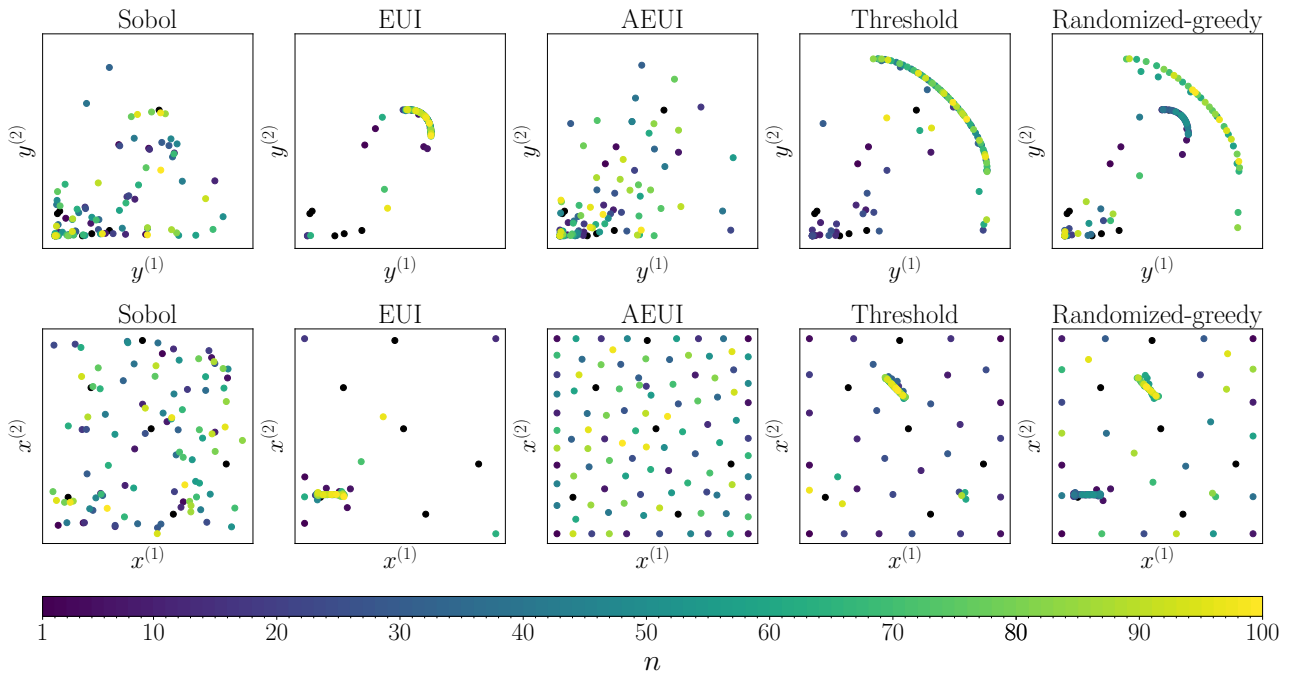 Sobol EUI AEUI Threshold Randomized-greedy
y^(2) y^(2) y^(2) y^(2) y^(2)
y^(1) y^(1) y^(1) y^(1) y^(1)
Sobol EUI AEUI Threshold Randomized-greedy
x^(2) x^(2) x^(2) x^(2) x^(2)
x^(1) x^(1) x^(1) x^(1) x^(1)
1 10 20 30 40 50 60 70 80 90 100
n